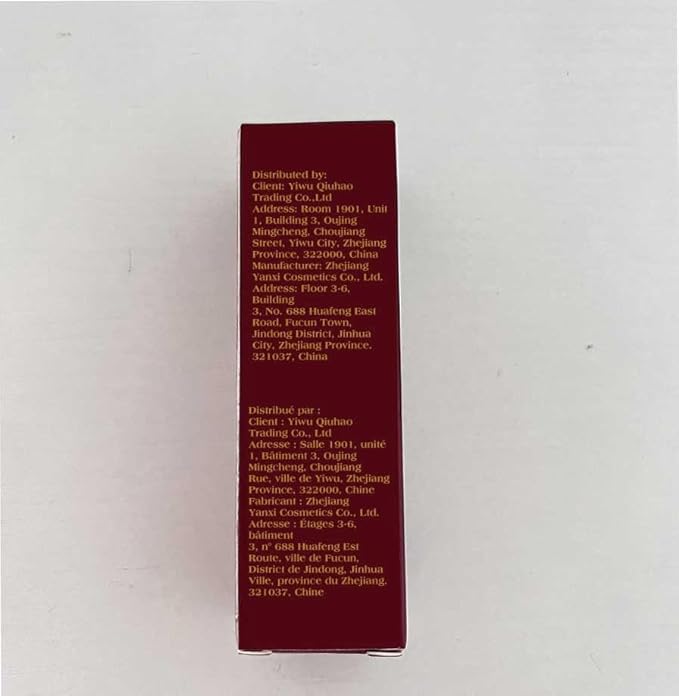 Distributed by:
Client: Yiwu Qiuhao
Trading Co.,Ltd
Address: Room 1901, Unit
1, Building 3, Oujing
Mingcheng, Choujiang
Street, Yiwu City, Zhejiang
Province, 322000, China
Manufacturer: Zhejiang
Yanxi Cosmetics Co., Ltd.
Address: Floor 3-6,
Building
3, No. 688 Huafeng East
Road, Fucun Town,
Jindong District, Jinhua
City, Zhejiang Province.
321037, China
Distribué par :
Client : Yiwu Qiuhao
Trading Co., Ltd
Adresse : Salle 1901, unité
1, Bâtiment 3, Oujing
Mingcheng, Choujiang
Rue, ville de Yiwu, Zhejiang
Province, 322000, Chine
Fabricant : Zhejiang
Yanxi Cosmetics Co., Ltd.
Adresse : Étages 3-6,
bâtiment
3, n° 688 Huafeng Est
Route, ville de Fucun,
District de Jindong, Jinhua
Ville, province du Zhejiang.
321037, Chine